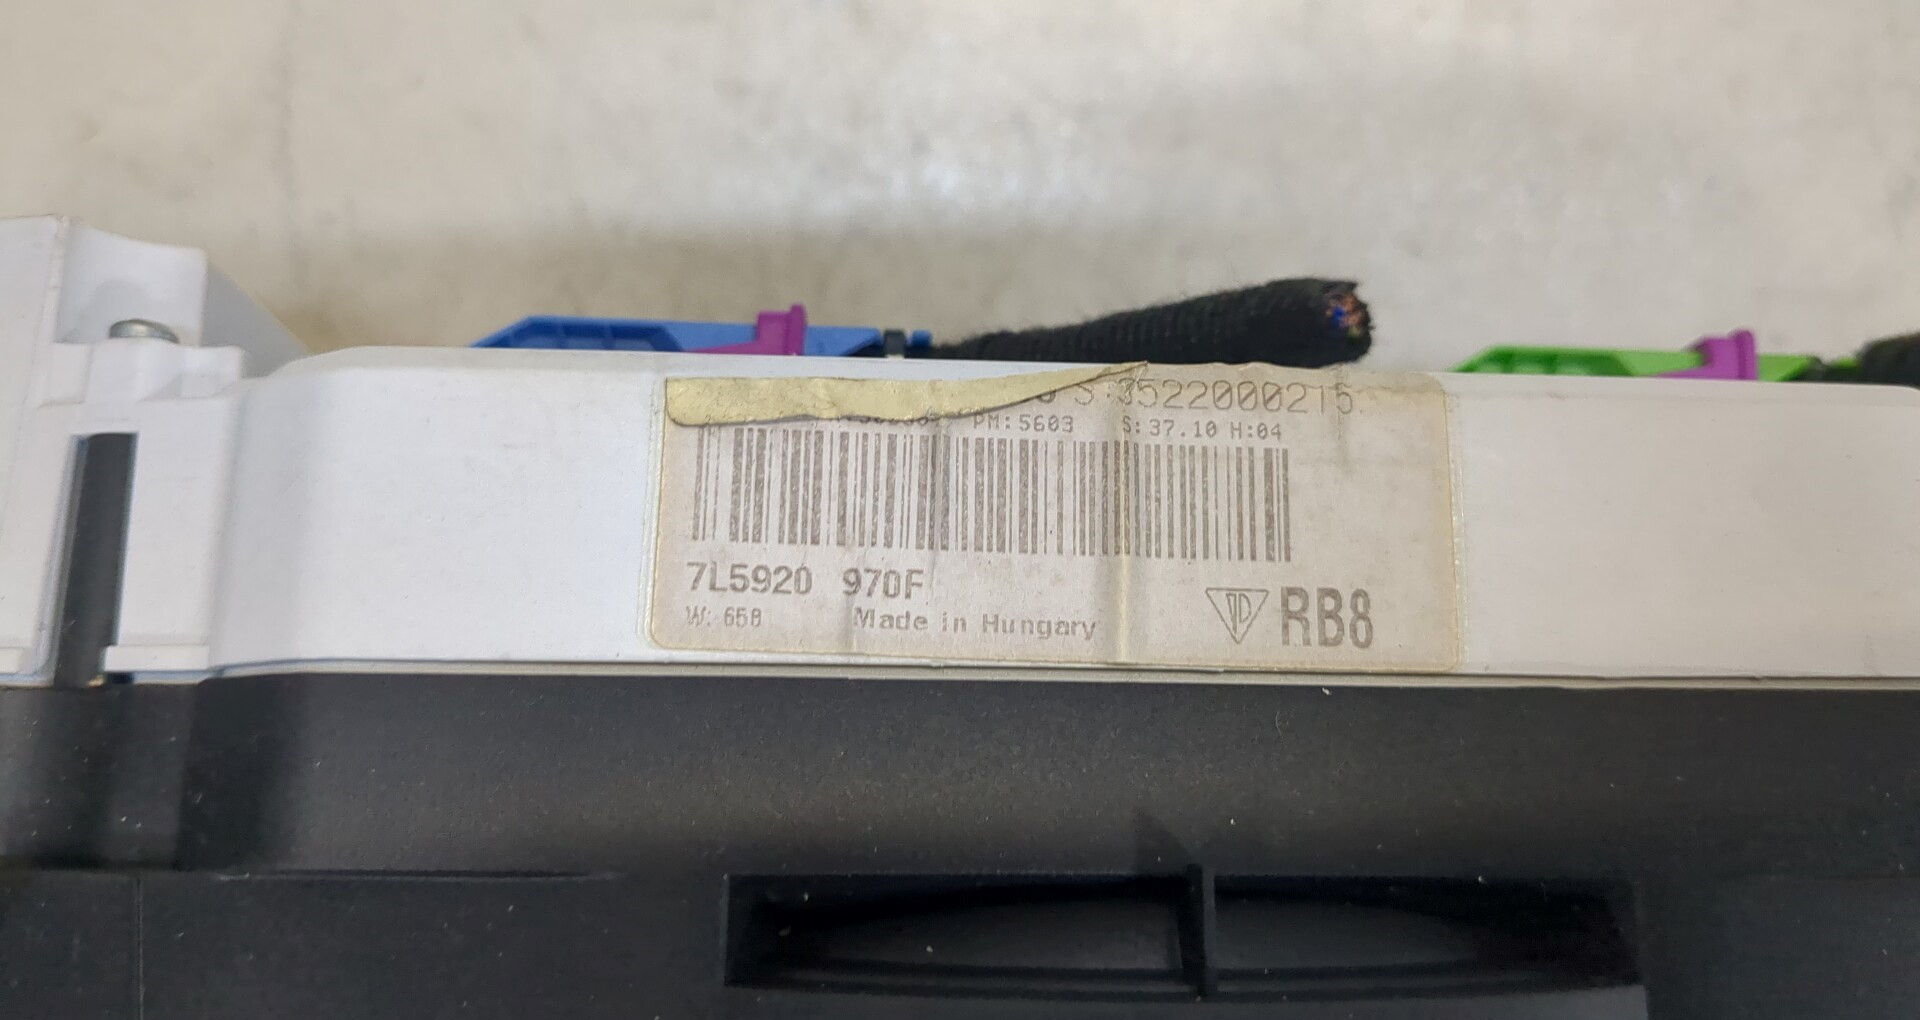 S:3522000215
PM:5603 S:37.10 H:04
7L5920 970F
W: 658 Made in Hungary
RB8